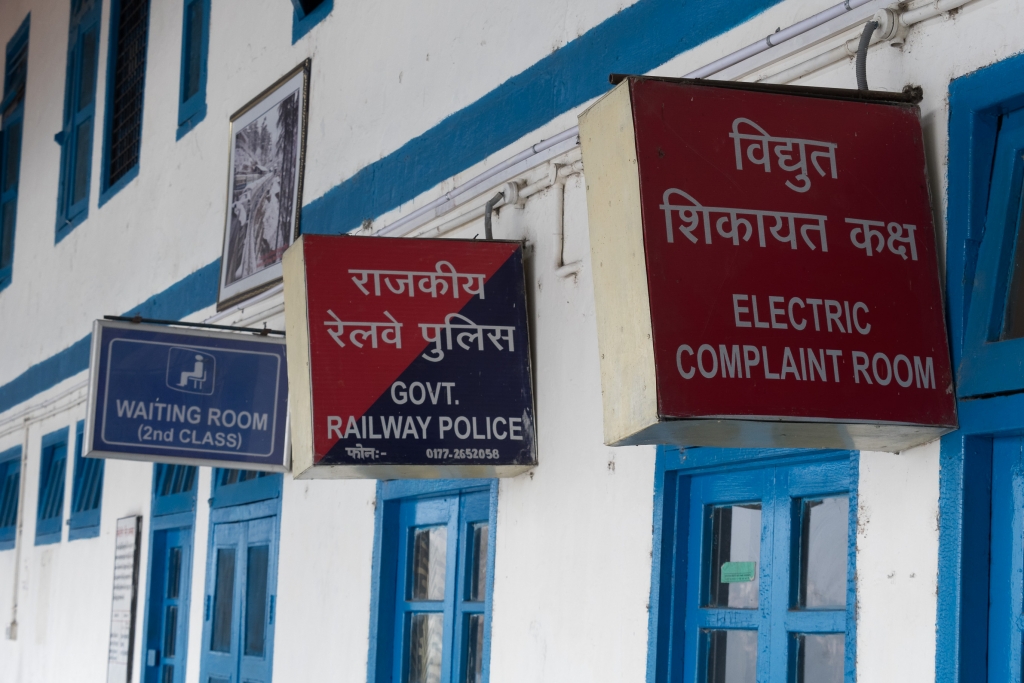 WAITING ROOM
(2nd CLASS)
राजकीय
रेलवे पुलिस
GOVT.
RAILWAY POLICE
फोनः- 0177-2652058
विद्युत
शिकायत कक्ष
ELECTRIC
COMPLAINT ROOM